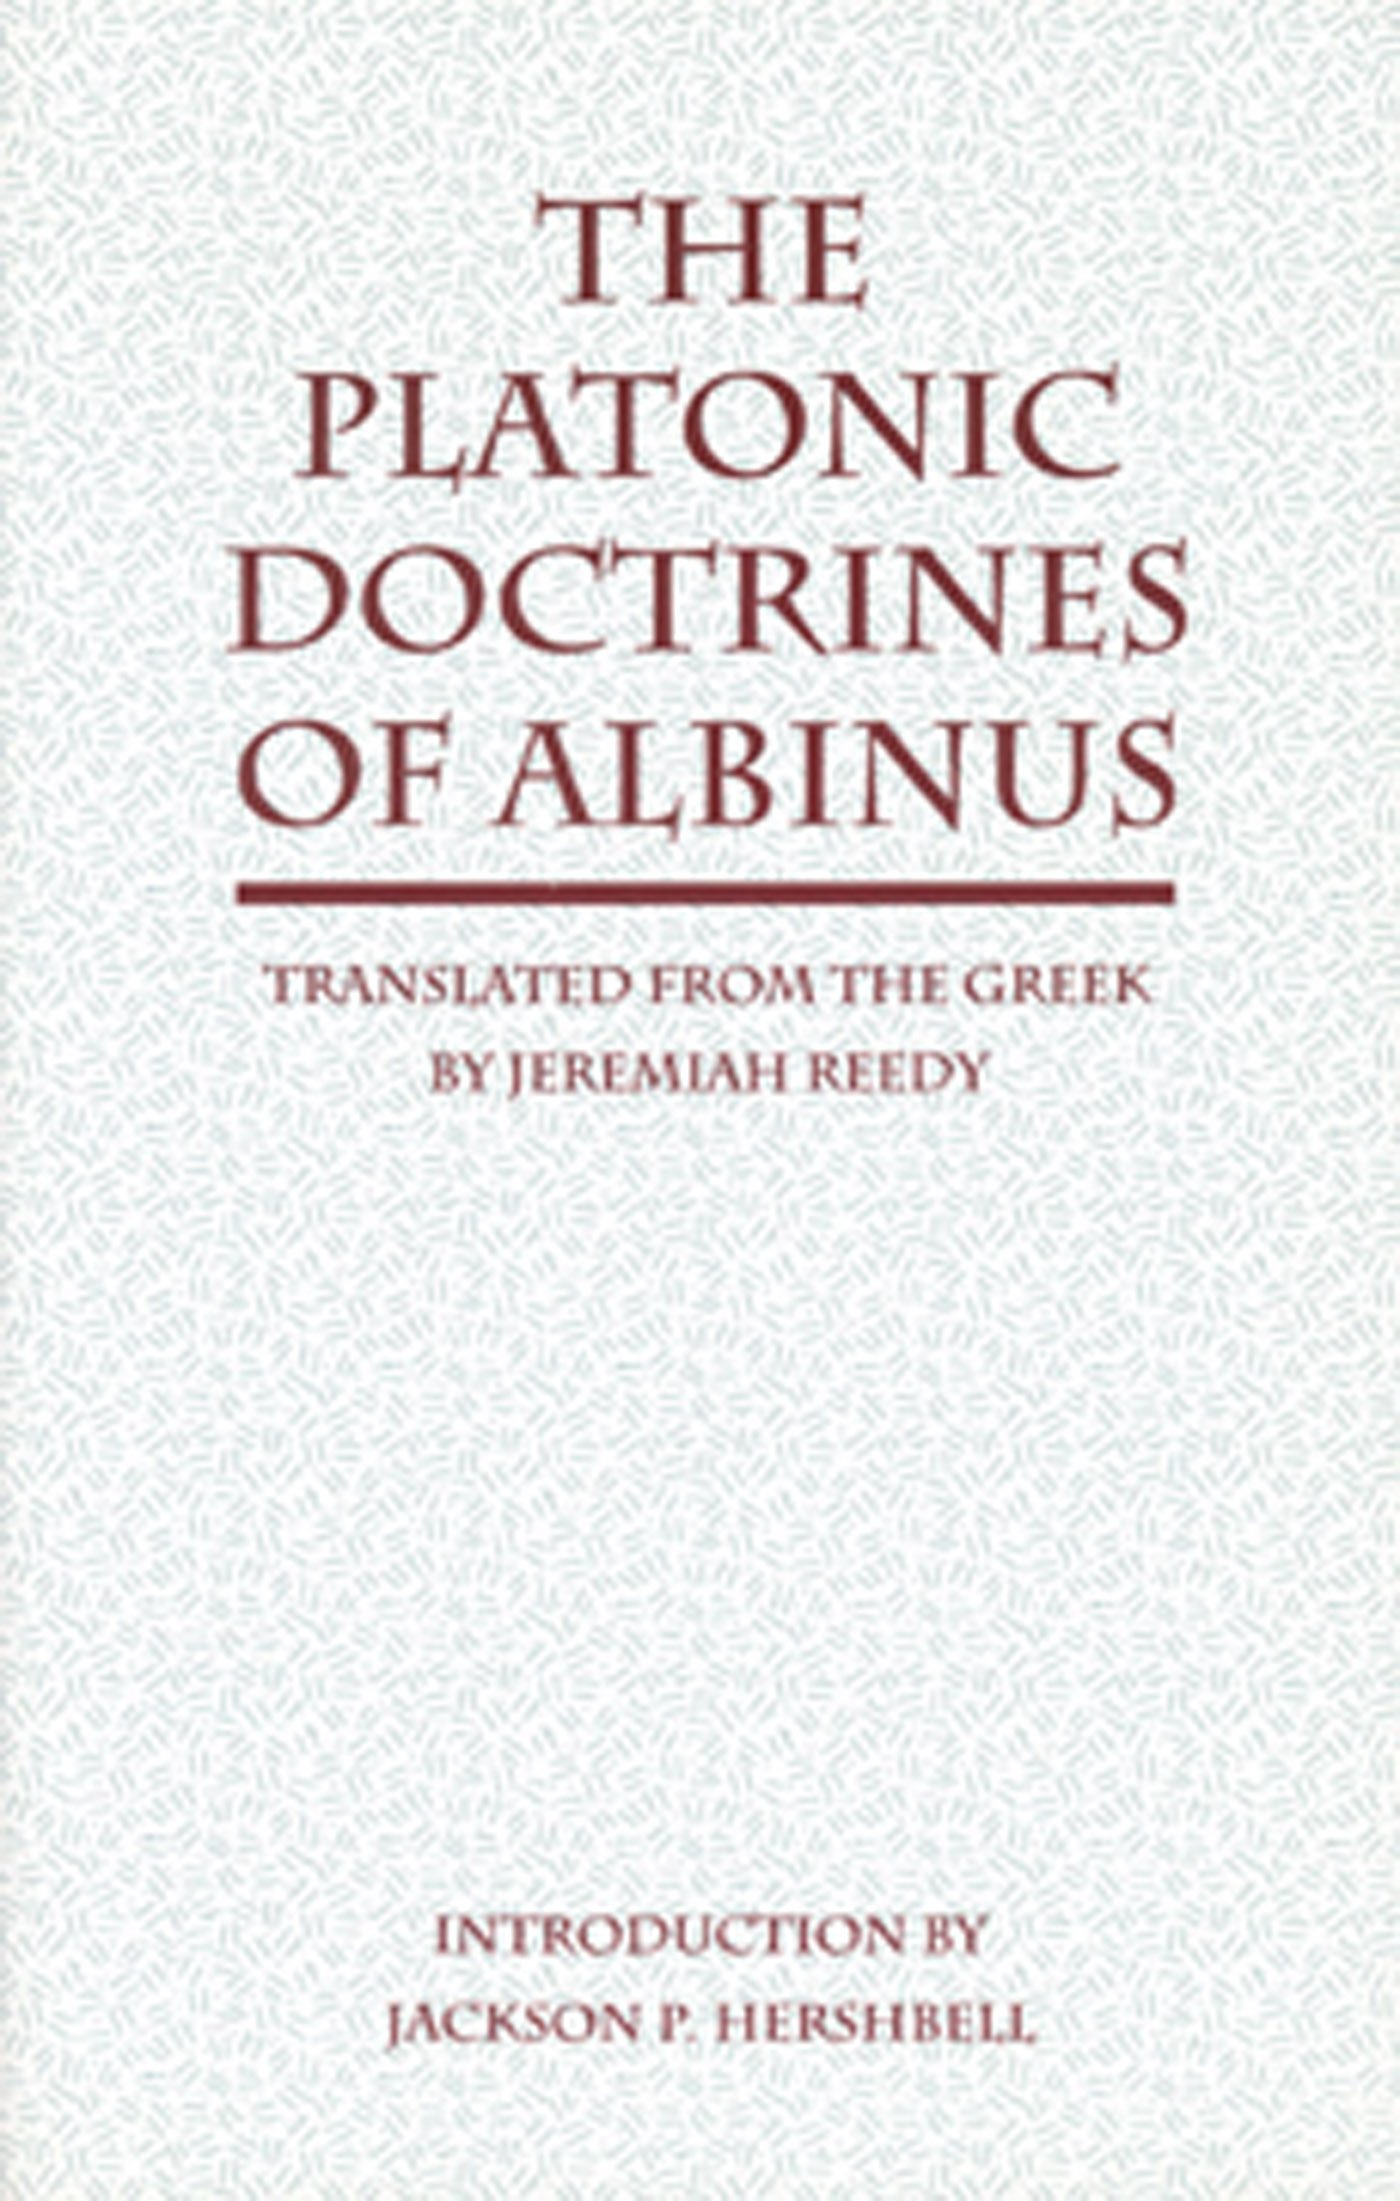 THE
PLATONIC
DOCTRINES
OF ALBINUS
TRANSLATED FROM THE GREEK
BY JEREMIAH REEDY
INTRODUCTION BY
JACKSON P. HERSHBELL